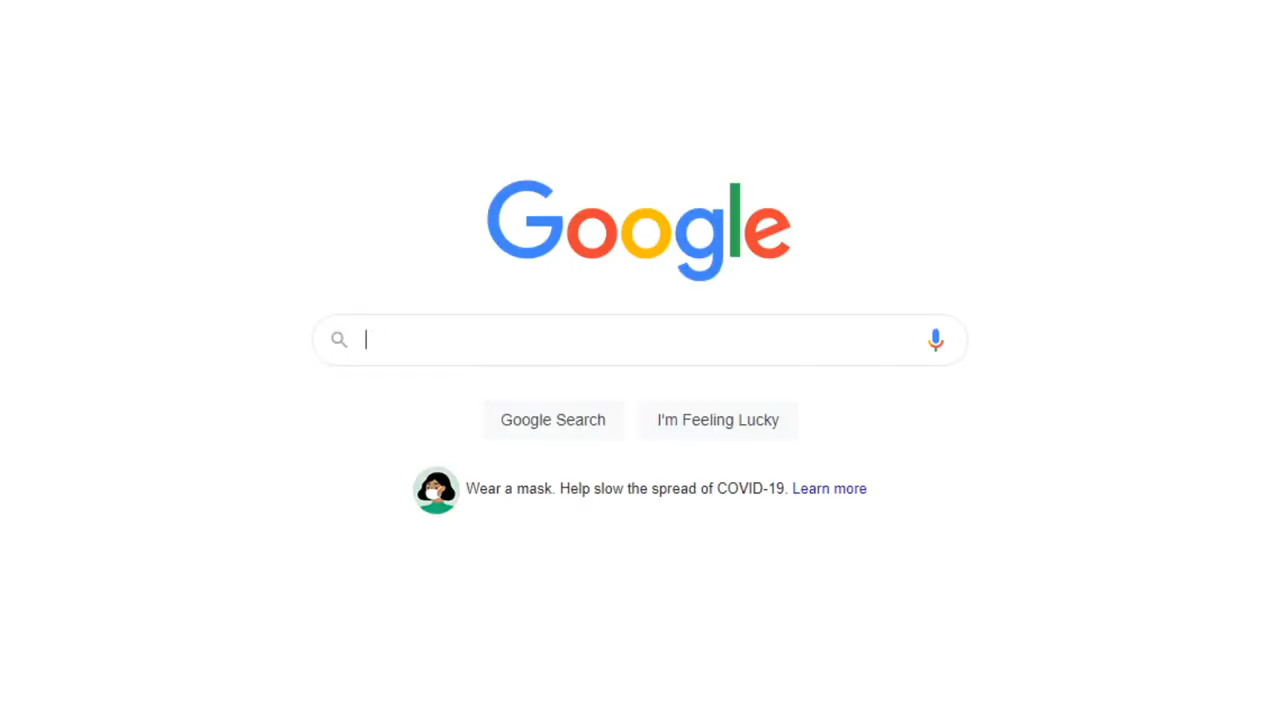 Google
Google Search
I'm Feeling Lucky
Wear a mask. Help slow the spread of COVID-19. Learn more